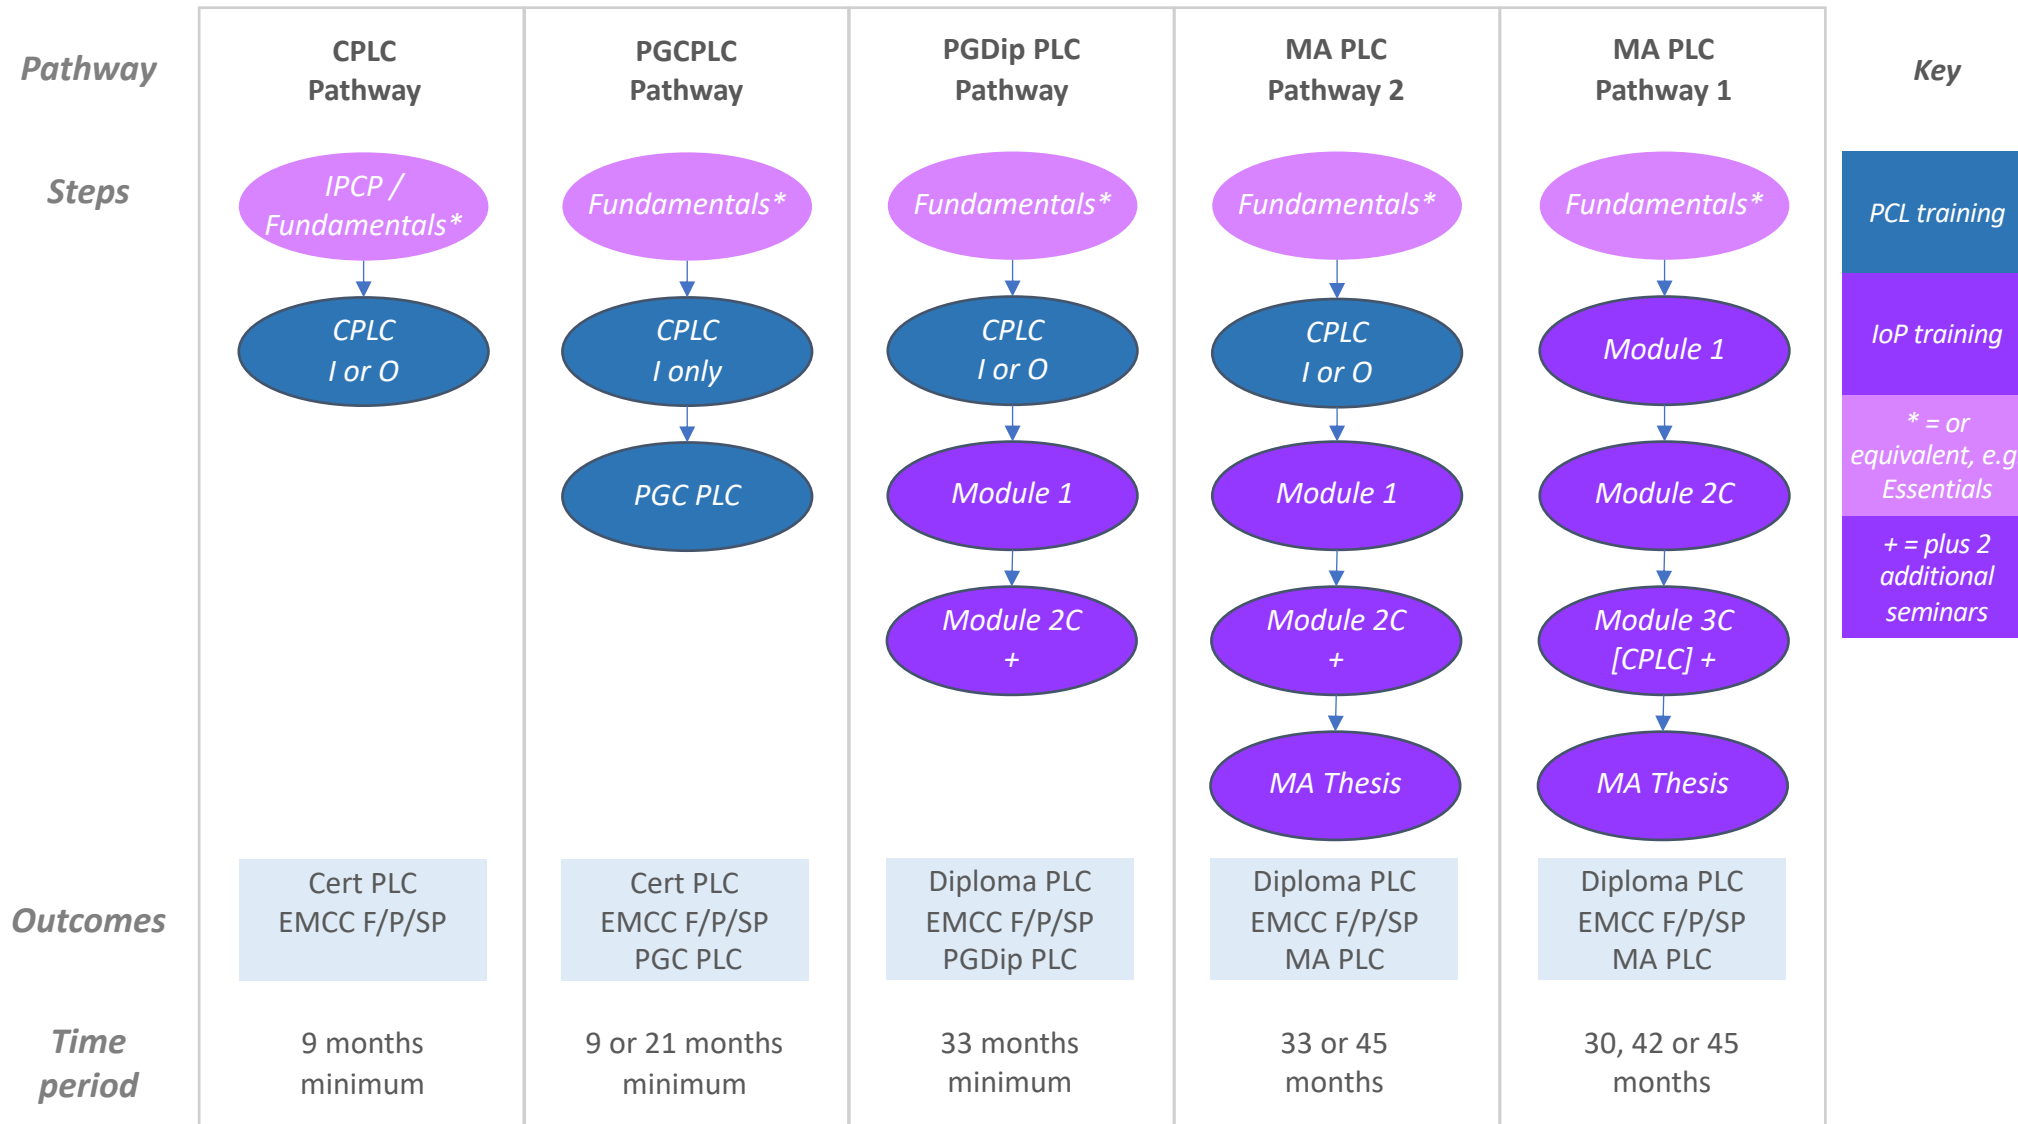 Pathway
CPLC
Pathway
PGCPLC
Pathway
PGDip PLC
Pathway
MA PLC
Pathway 2
MA PLC
Pathway 1
Key
Steps
IPCP /
Fundamentals*
Fundamentals*
Fundamentals*
Fundamentals*
Fundamentals*
PCL training
CPLC
I or O
CPLC
I only
CPLC
I or O
CPLC
I or O
Module 1
IoP training
PGC PLC
Module 1
Module 1
Module 2C
* = or
equivalent, e.g.
Essentials
Module 2C
+
Module 2C
+
Module 3C
[CPLC] +
+ = plus 2
additional
seminars
MA Thesis
MA Thesis
Outcomes
Cert PLC
EMCC F/P/SP
Cert PLC
EMCC F/P/SP
PGC PLC
Diploma PLC
EMCC F/P/SP
PGDip PLC
Diploma PLC
EMCC F/P/SP
MA PLC
Diploma PLC
EMCC F/P/SP
MA PLC
Time
period
9 months
minimum
9 or 21 months
minimum
33 months
minimum
33 or 45
months
30, 42 or 45
months